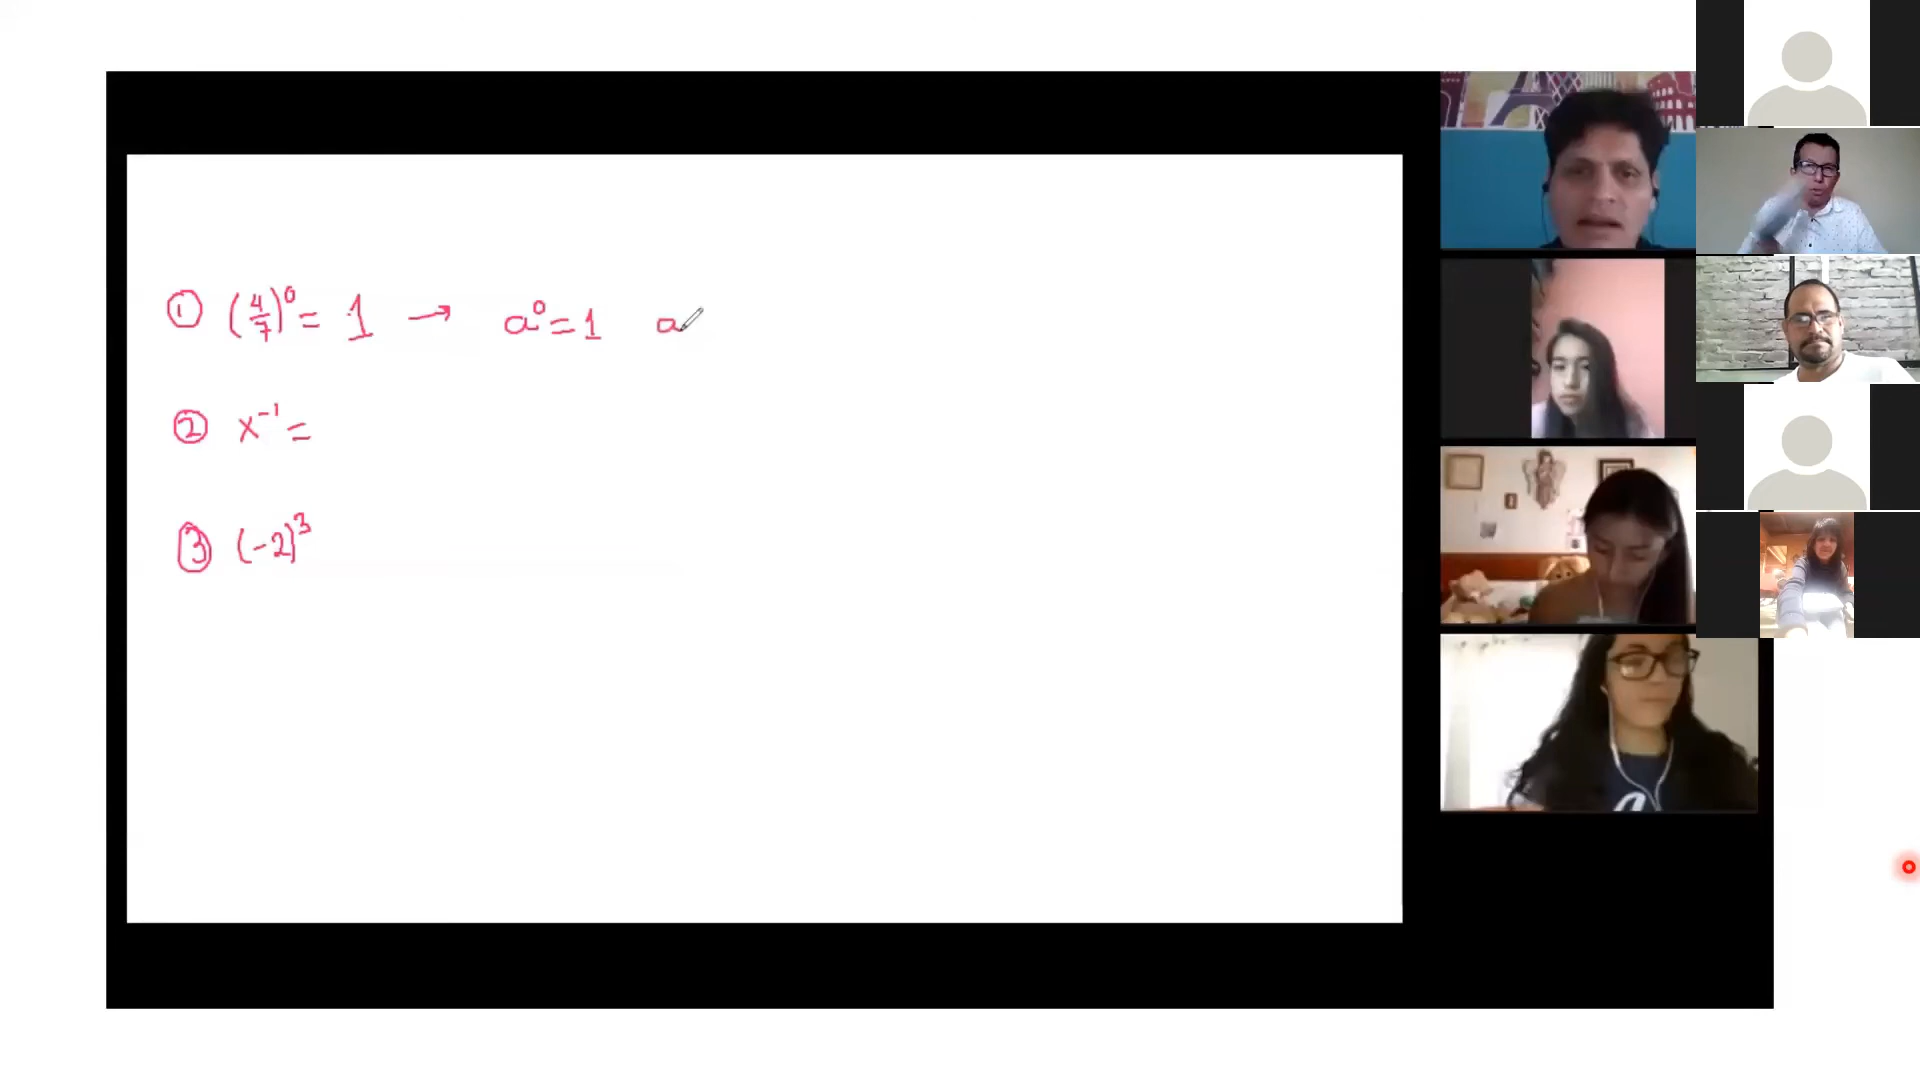 ① (4/7)⁰ = 1 → a⁰ = 1 a
② x⁻¹ =
③ (-2)³